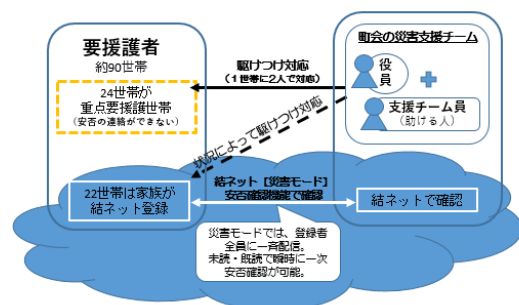 要援護者
約90世帯
24世帯が
重点要援護世帯
(安否の連絡ができない)
駆けつけ対応
(1世帯に2人で対応)
町会の災害支援チーム
役
員
支援チーム員
(助ける人)
状況によって駆けつけ対応
22世帯は家族が
結ネット登録
結ネット【災害モード】
安否確認機能で確認
結ネットで確認
災害モードでは、登録者
全員に一斉配信。
未読・既読で瞬時に一次
安否確認が可能。